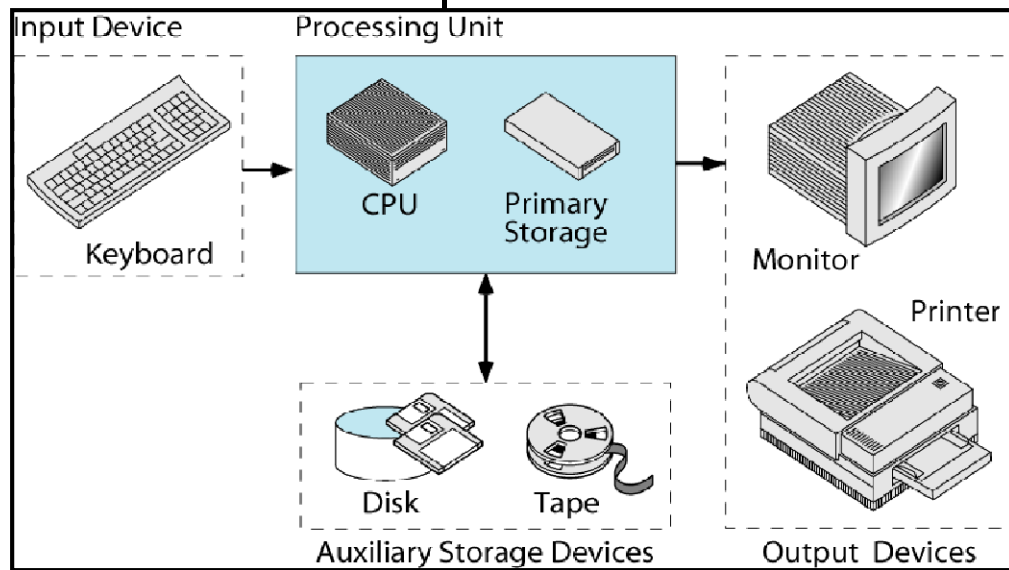 Input Device
Processing Unit
CPU
Primary
Storage
Keyboard
Monitor
Printer
Disk
Tape
Auxiliary Storage Devices
Output Devices